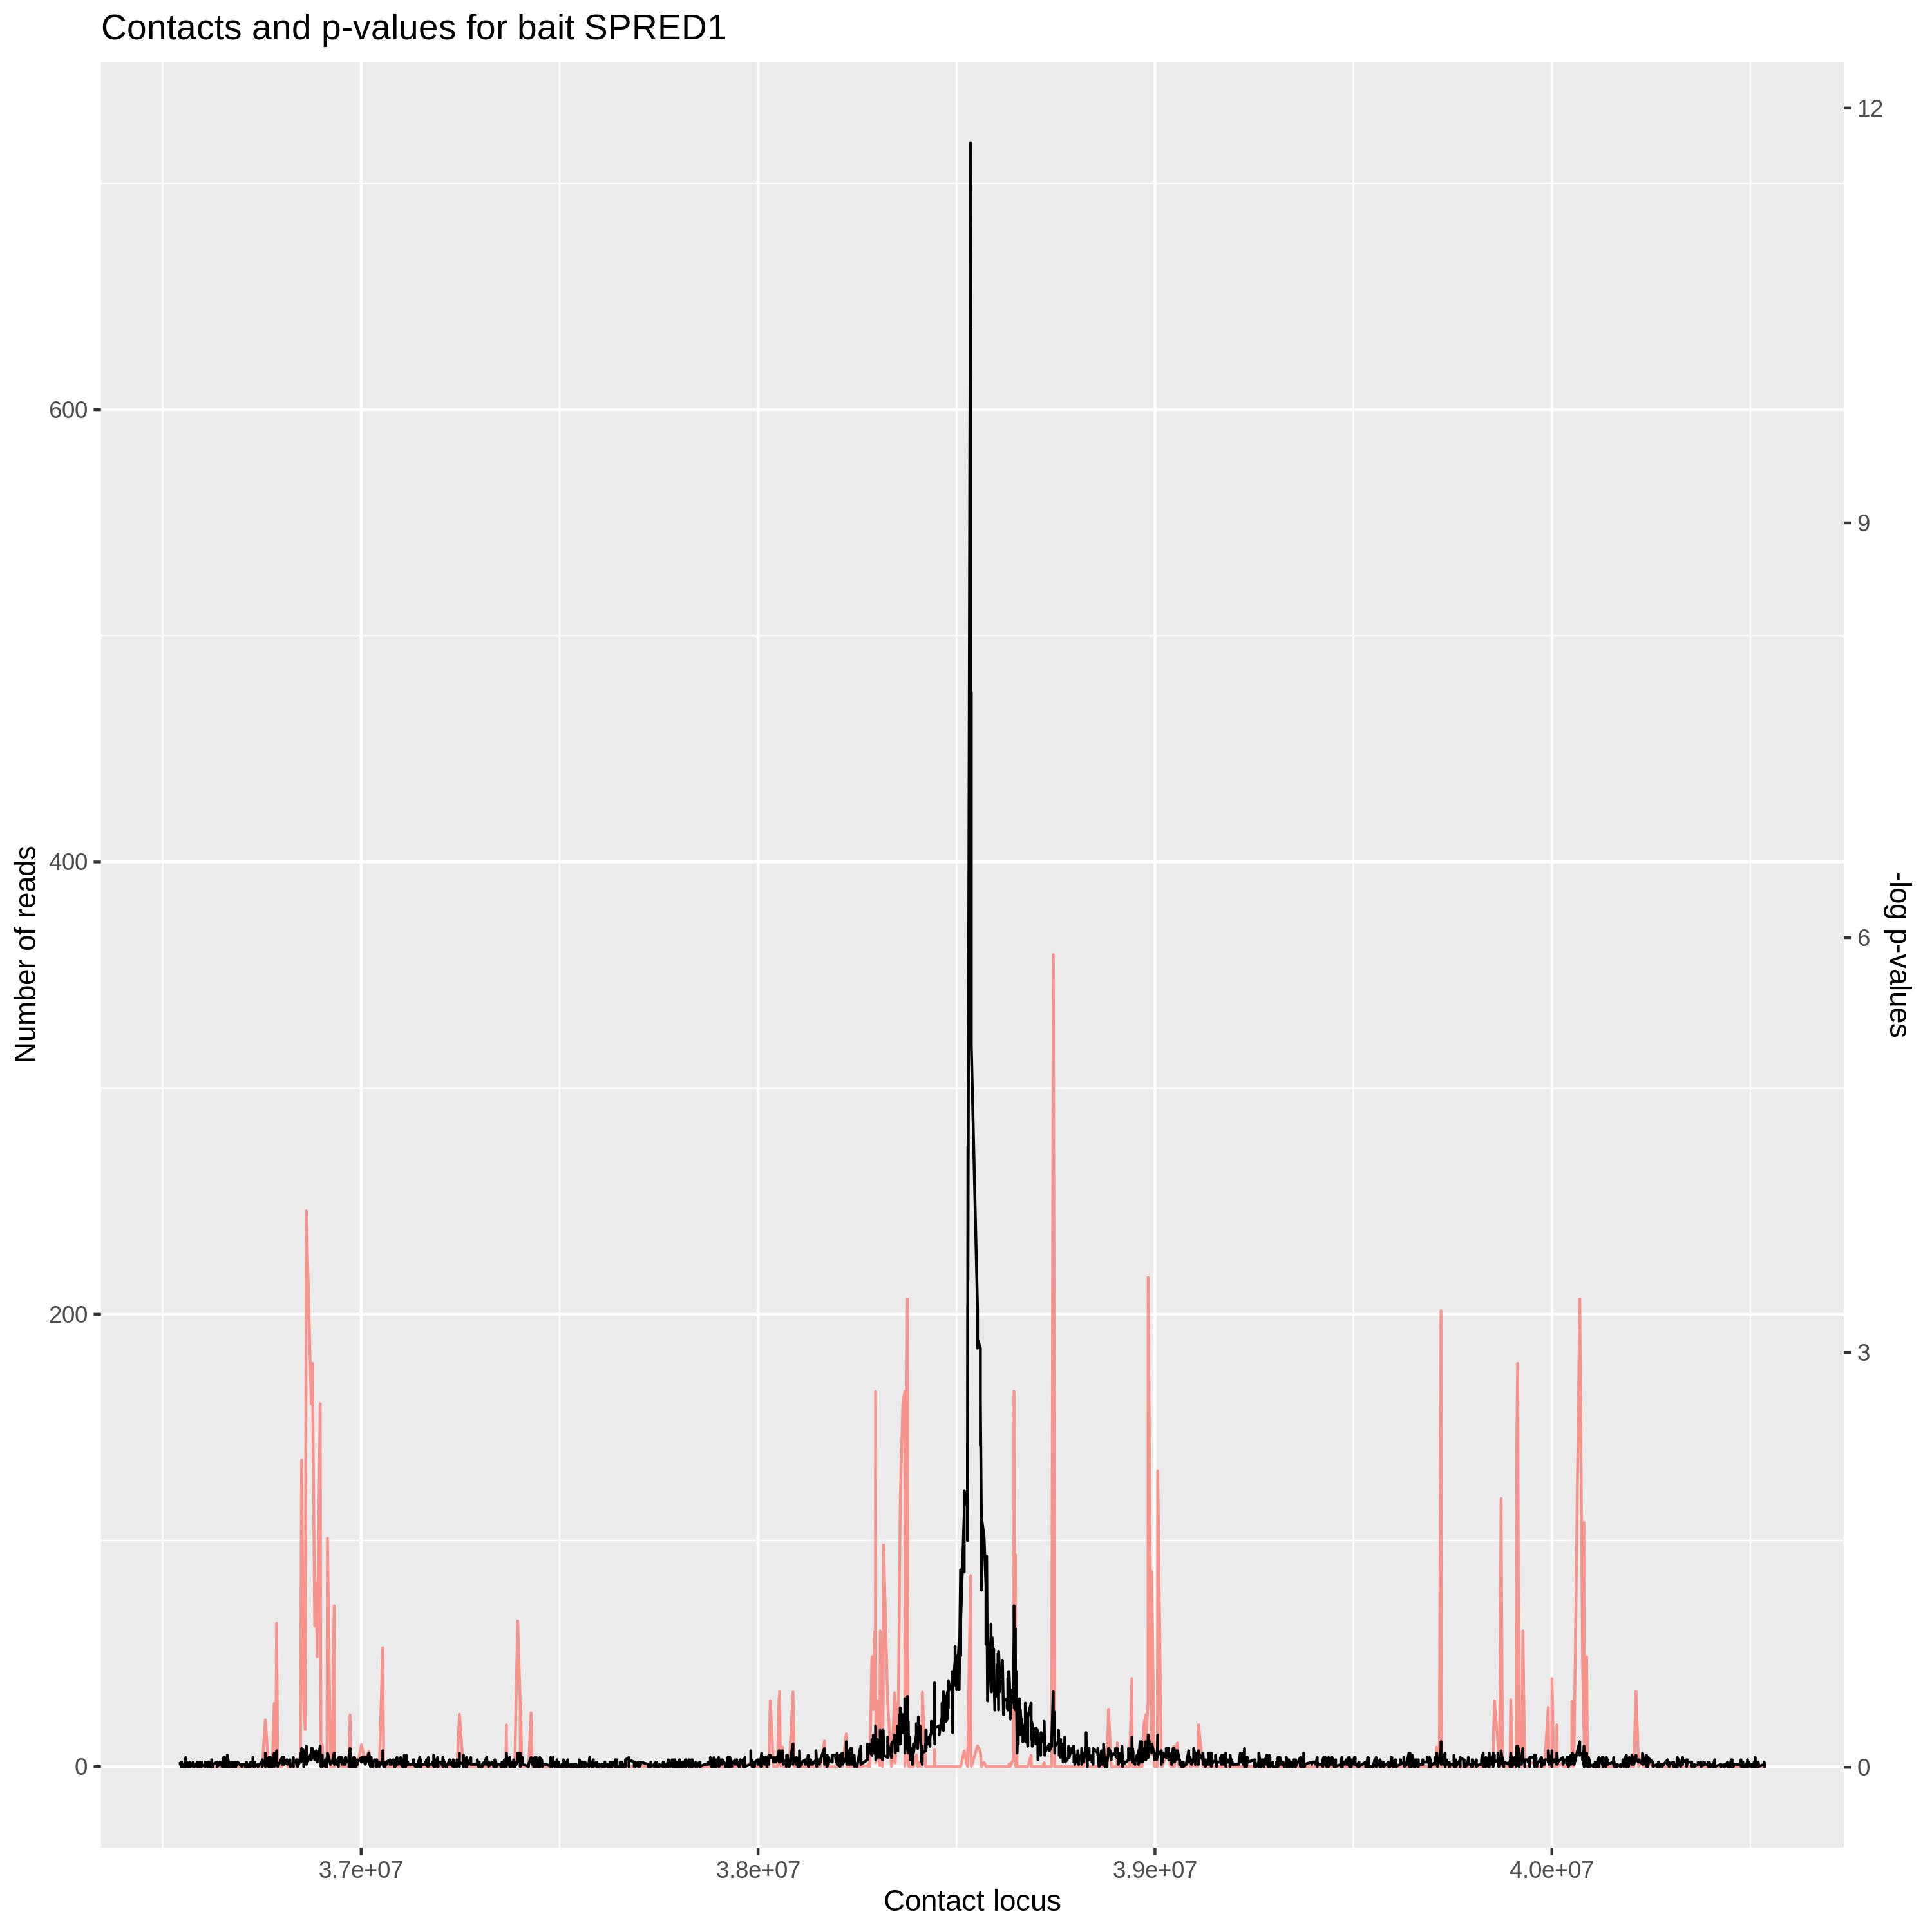 Contacts and p-values for bait SPRED1
12
9
6
3
0
600
400
200
0
Number of reads
-log p-values
3.7e+07 3.8e+07 3.9e+07 4.0e+07
Contact locus